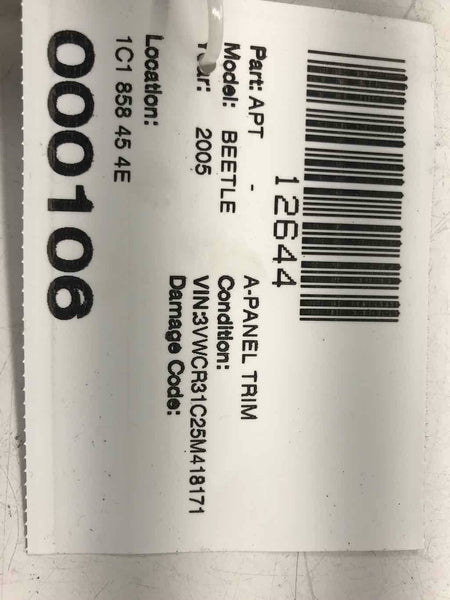 12644
Part: APT - A-PANEL TRIM
Model: BEETLE Condition:
Year: 2005 VIN:3VWCR31C25M418171
Damage Code:
Location:
1C1 858 45 4E
000106